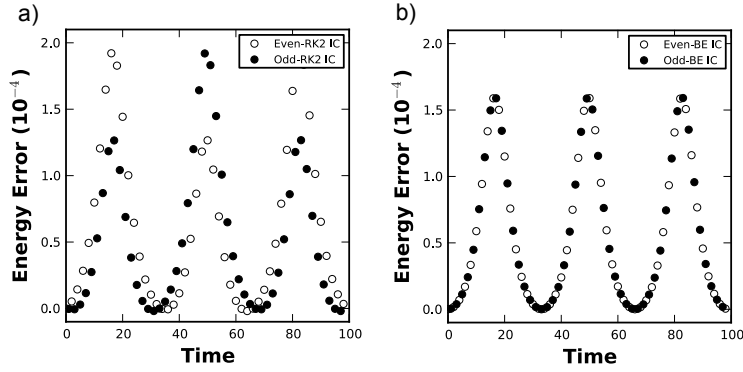 a)
Energy Error (10⁻⁴)
2.0
1.5
1.0
0.5
0.0
Even-RK2 IC
Odd-RK2 IC
0 20 40 60 80 100
Time
b)
Energy Error (10⁻⁴)
2.0
1.5
1.0
0.5
0.0
Even-BE IC
Odd-BE IC
0 20 40 60 80 100
Time